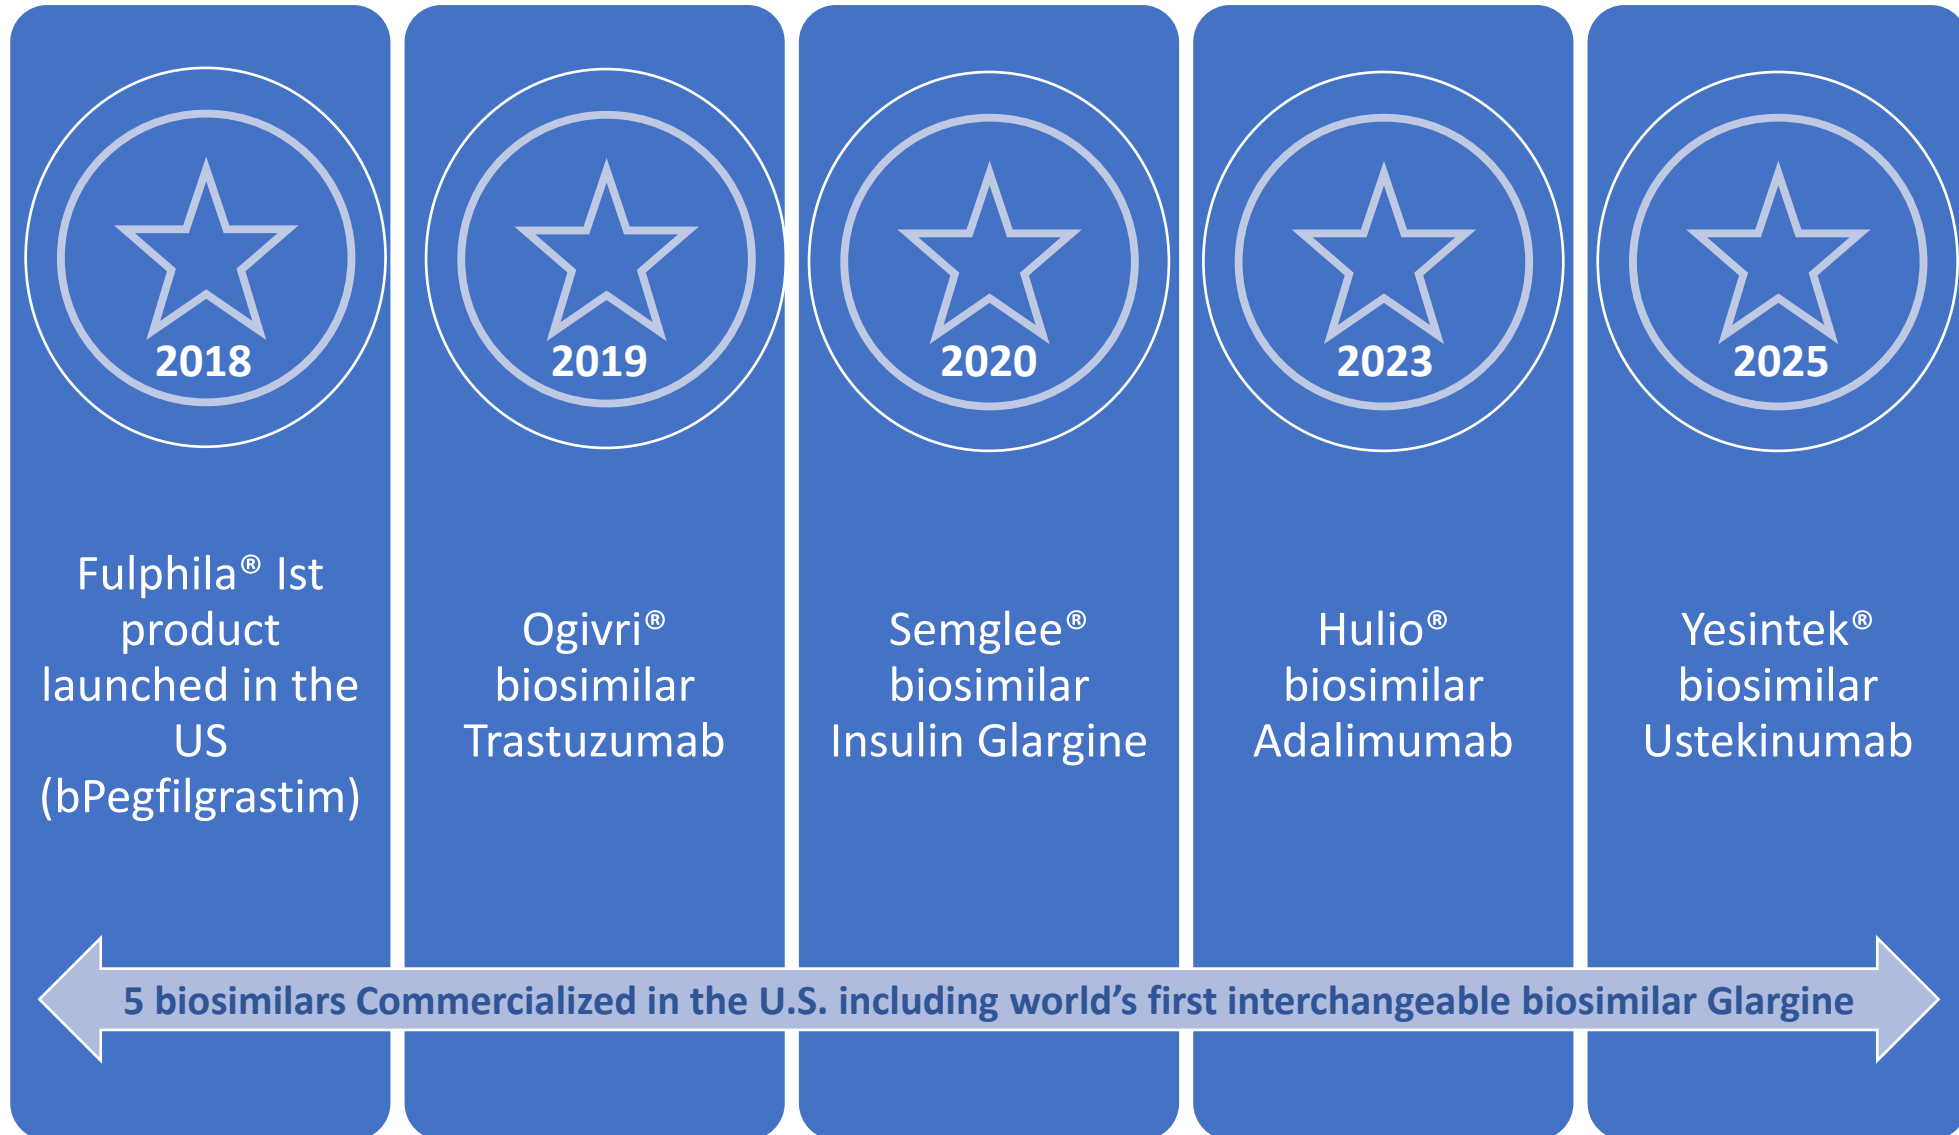 2018
Fulphila® Ist
product
launched in the
US
(bPegfilgrastim)
2019
Ogivri®
biosimilar
Trastuzumab
2020
Semglee®
biosimilar
Insulin Glargine
2023
Hulio®
biosimilar
Adalimumab
2025
Yesintek®
biosimilar
Ustekinumab
5 biosimilars Commercialized in the U.S. including world’s first interchangeable biosimilar Glargine